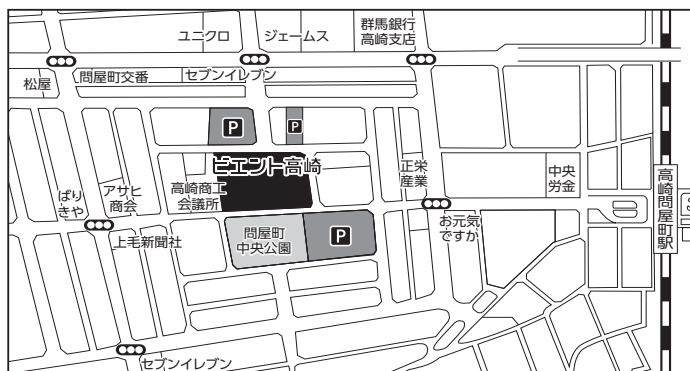 群馬銀行
高崎支店
ユニクロ
ジェームス
松屋
問屋町交番
セブンイレブン
P
P
ビエント高崎
正栄
産業
中央
労金
高崎問屋町駅
ぱり
きや
アサヒ
商会
高崎商工
会議所
上毛新聞社
問屋町
中央公園
P
お元気
ですか
セブンイレブン